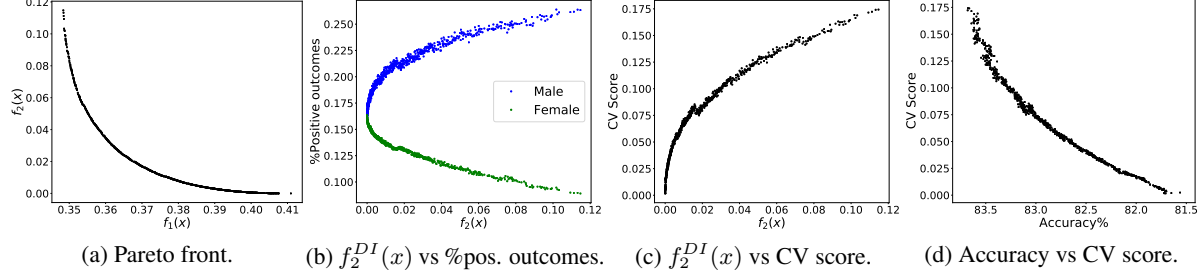 0.12
0.10
0.08
0.06
0.04
0.02
0.00
f₂(x)
0.35 0.36 0.37 0.38 0.39 0.40 0.41
f₁(x)
(a) Pareto front.
0.250
0.225
0.200
0.175
0.150
0.125
0.100
%Positive outcomes
Male
Female
0.00 0.02 0.04 0.06 0.08 0.10 0.12
f₂(x)
(b) f₂^{DI}(x) vs %pos. outcomes.
0.175
0.150
0.125
0.100
0.075
0.050
0.025
0.000
CV Score
0.00 0.02 0.04 0.06 0.08 0.10 0.12
f₂(x)
(c) f₂^{DI}(x) vs CV score.
0.175
0.150
0.125
0.100
0.075
0.050
0.025
0.000
CV Score
83.5 83.0 82.5 82.0 81.5
Accuracy%
(d) Accuracy vs CV score.